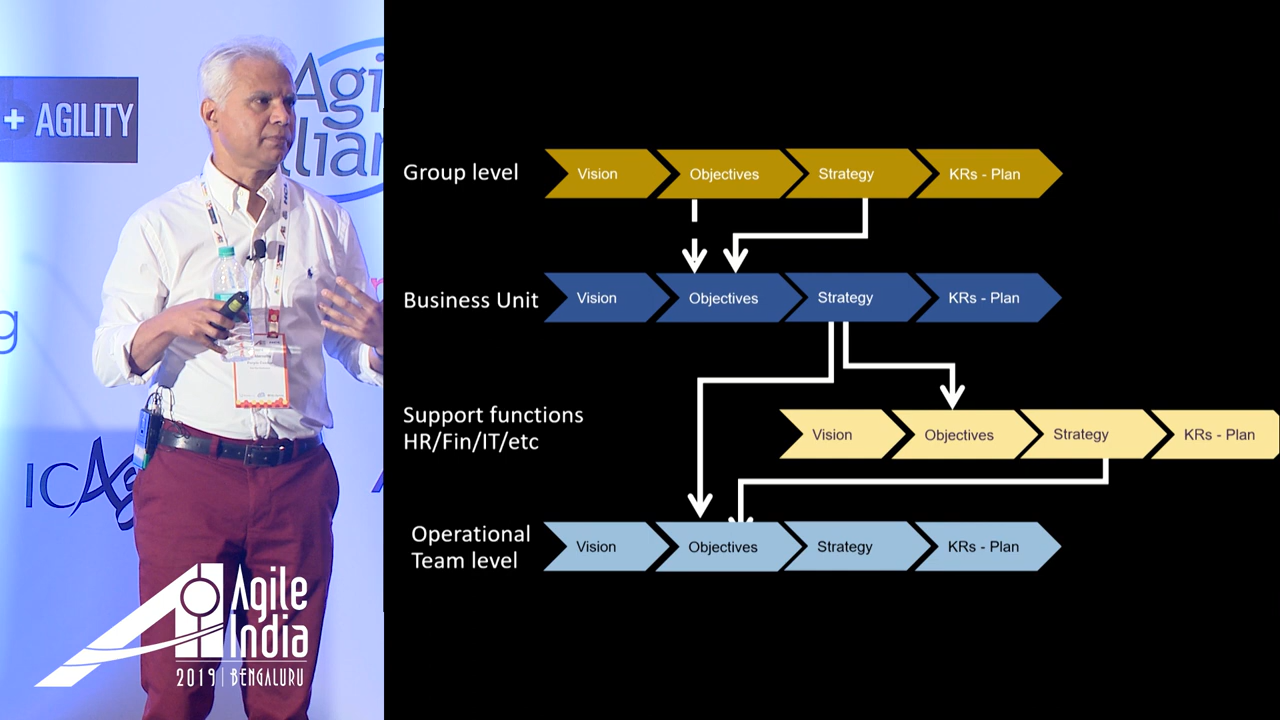 + AGILITY
Agi
llian
g
ICAg
Agile
India
2019 | BENGALURU
Group level
Vision
Objectives
Strategy
KRs - Plan
Business Unit
Vision
Objectives
Strategy
KRs - Plan
Support functions
HR/Fin/IT/etc
Vision
Objectives
Strategy
KRs - Plan
Operational
Team level
Vision
Objectives
Strategy
KRs - Plan